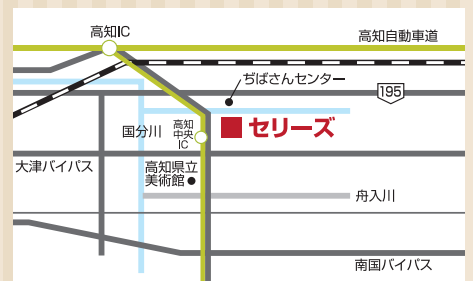 高知IC
高知自動車道
ぢばさんセンター
195
国分川
高知
中央
IC
セリーズ
大津バイパス
高知県立
美術館
舟入川
南国バイパス